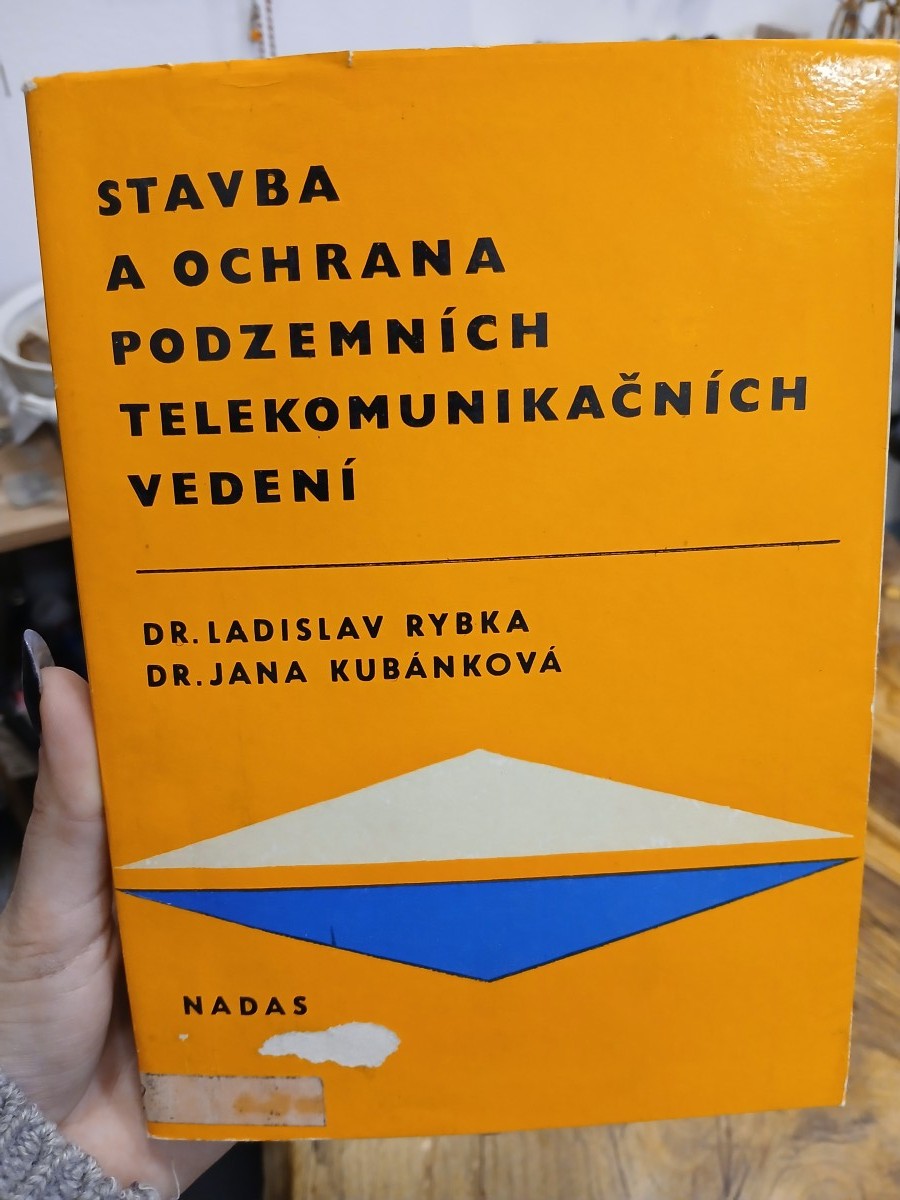 STAVBA
A OCHRANA
PODZEMNÍCH
TELEKOMUNIKAČNÍCH
VEDENÍ
DR. LADISLAV RYBKA
DR. JANA KUBÁNKOVÁ
NADAS